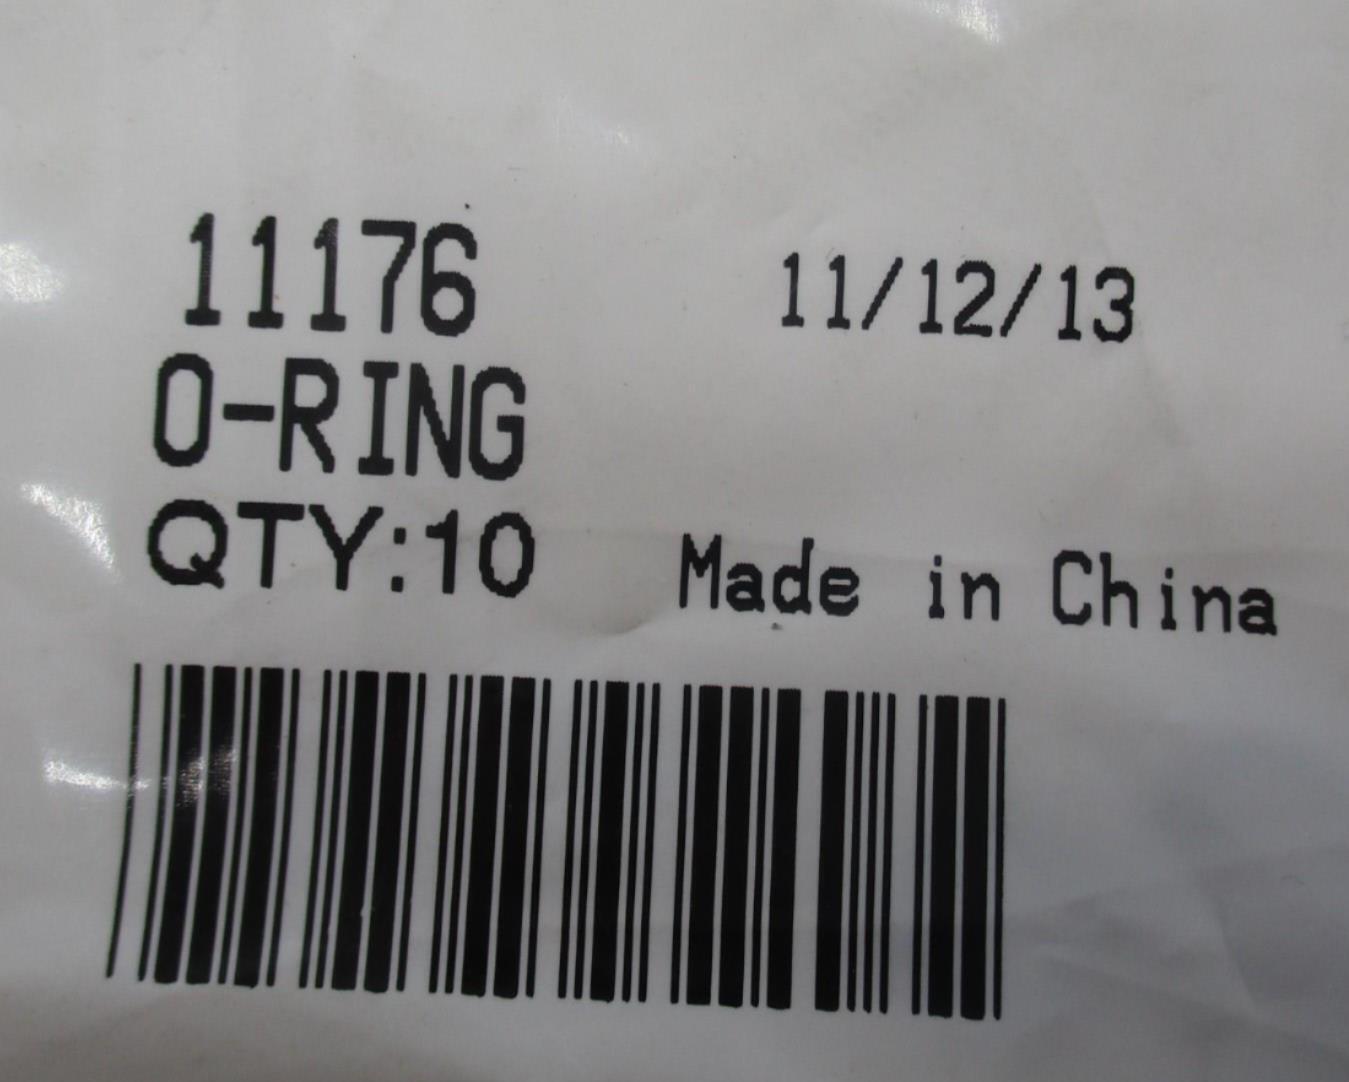 11176 11/12/13
O-RING
QTY:10 Made in China